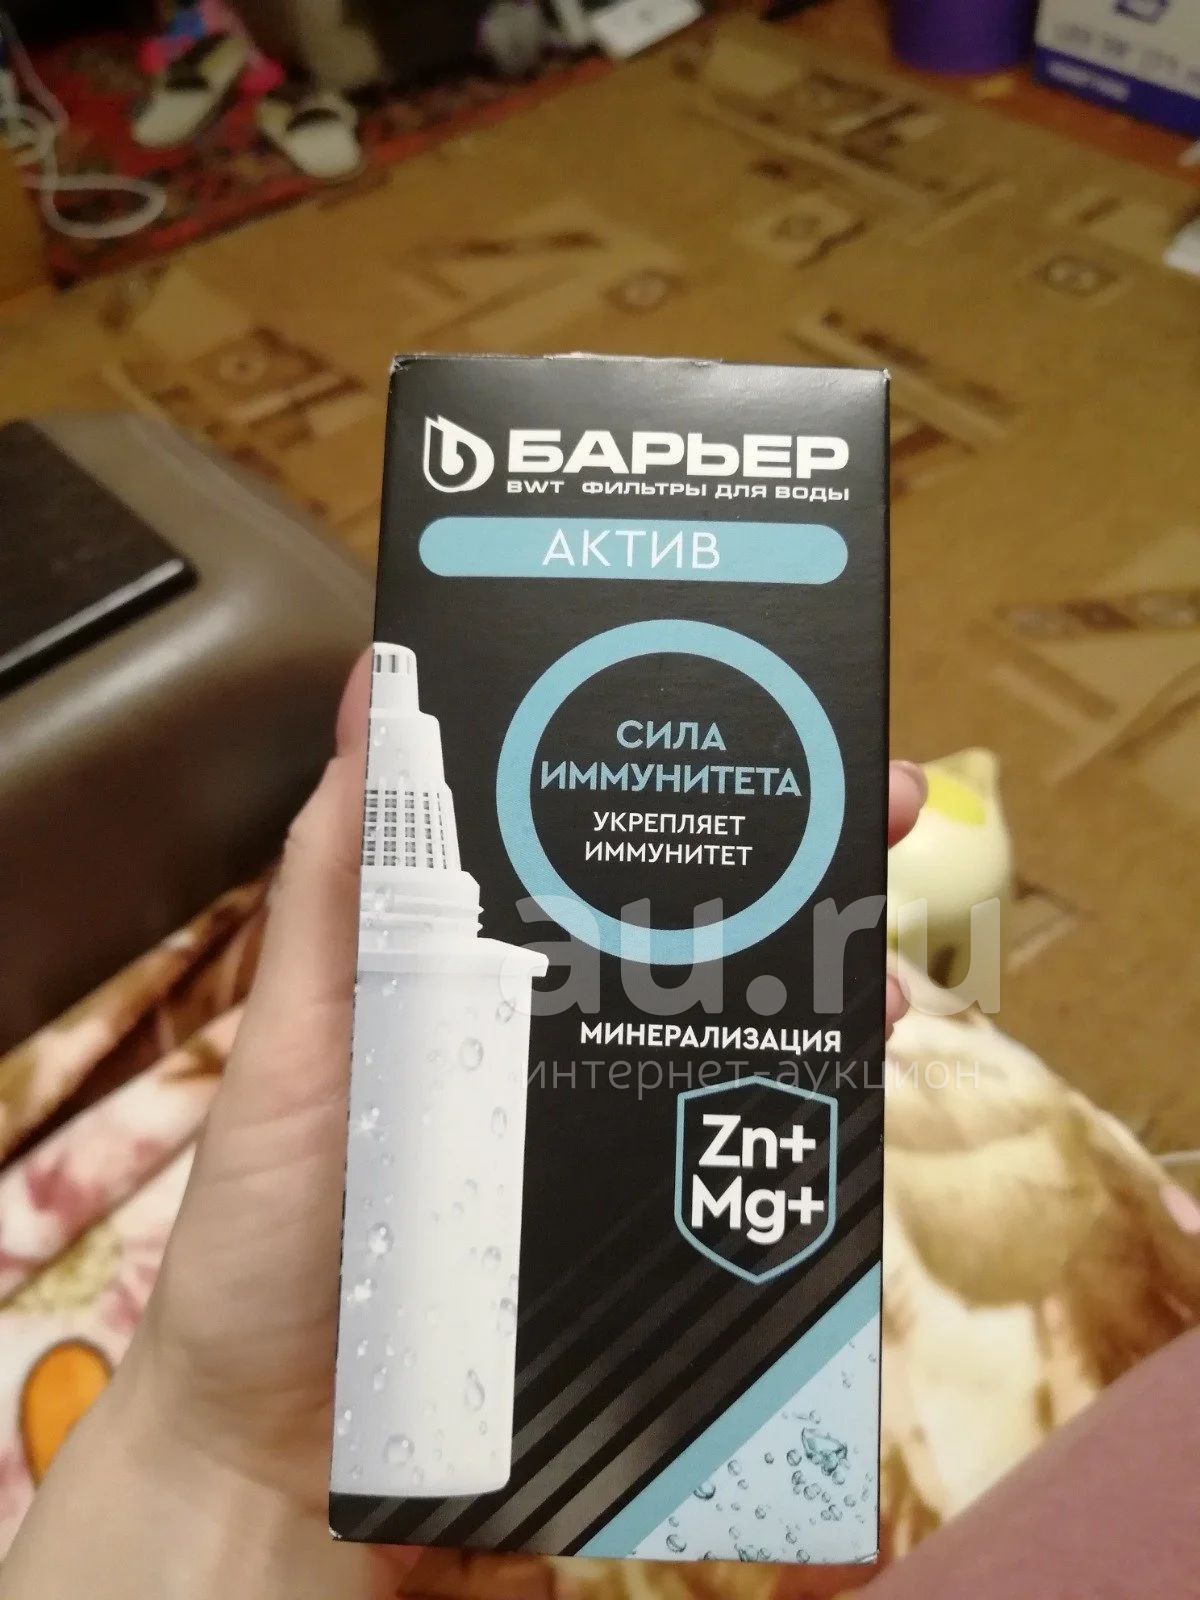 БАРЬЕР
BWT ФИЛЬТРЫ ДЛЯ ВОДЫ
АКТИВ
СИЛА
ИММУНИТЕТА
УКРЕПЛЯЕТ
ИММУНИТЕТ
au.ru
интернет-аукцион
МИНЕРАЛИЗАЦИЯ
Zn+
Mg+